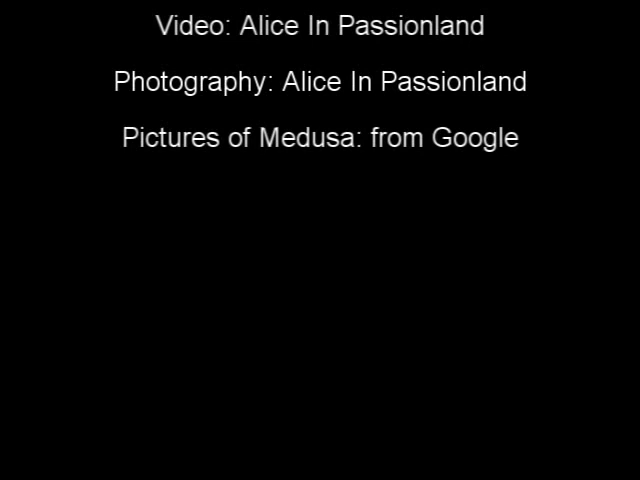 Video: Alice In Passionland
Photography: Alice In Passionland
Pictures of Medusa: from Google